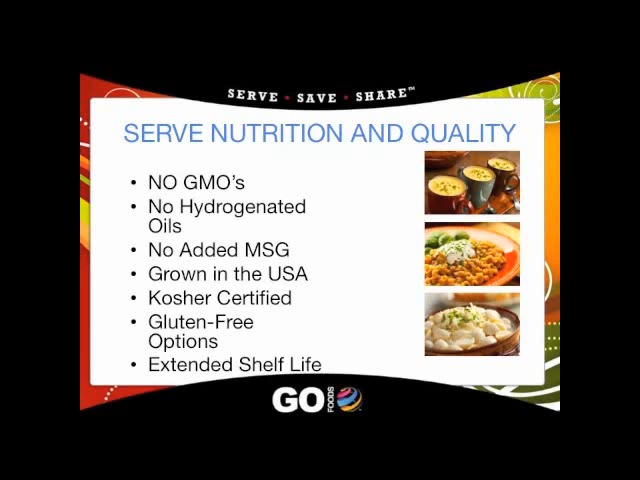 SERVE • SAVE • SHARE™
SERVE NUTRITION AND QUALITY
• NO GMO's
• No Hydrogenated
Oils
• No Added MSG
• Grown in the USA
• Kosher Certified
• Gluten-Free
Options
• Extended Shelf Life
GO FOODS